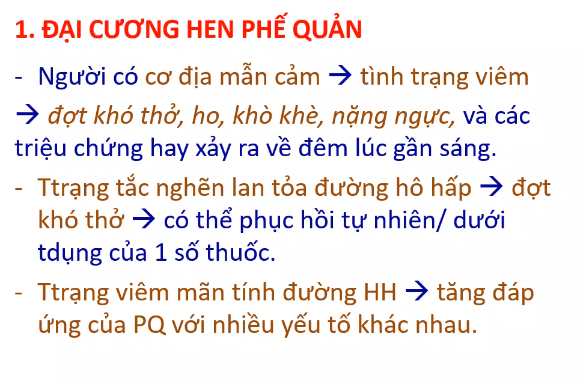 1. ĐẠI CƯƠNG HEN PHẾ QUẢN
- Người có cơ địa mẫn cảm → tình trạng viêm
→ đợt khó thở, ho, khò khè, nặng ngực, và các
triệu chứng hay xảy ra về đêm lúc gần sáng.
- Ttrạng tắc nghẽn lan tỏa đường hô hấp → đợt
khó thở → có thể phục hồi tự nhiên/ dưới
tdụng của 1 số thuốc.
- Ttrạng viêm mãn tính đường HH → tăng đáp
ứng của PQ với nhiều yếu tố khác nhau.